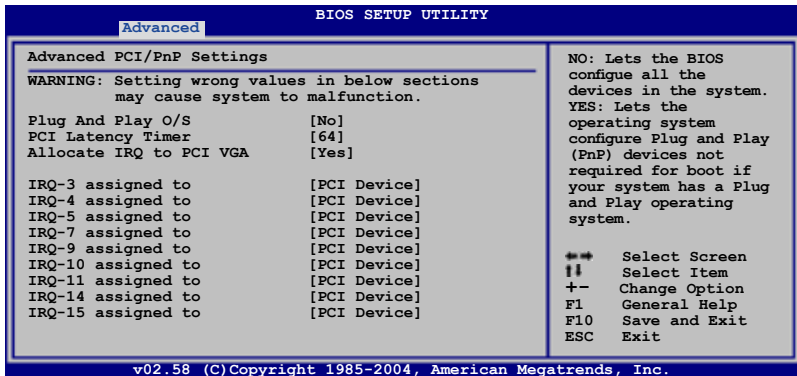 BIOS SETUP UTILITY
Advanced
Advanced PCI/PnP Settings
WARNING: Setting wrong values in below sections
may cause system to malfunction.
Plug And Play O/S [No]
PCI Latency Timer [64]
Allocate IRQ to PCI VGA [Yes]
IRQ-3 assigned to [PCI Device]
IRQ-4 assigned to [PCI Device]
IRQ-5 assigned to [PCI Device]
IRQ-7 assigned to [PCI Device]
IRQ-9 assigned to [PCI Device]
IRQ-10 assigned to [PCI Device]
IRQ-11 assigned to [PCI Device]
IRQ-14 assigned to [PCI Device]
IRQ-15 assigned to [PCI Device]
NO: Lets the BIOS
configue all the
devices in the system.
YES: Lets the
operating system
configure Plug and Play
(PnP) devices not
required for boot if
your system has a Plug
and Play operating
system.
←→ Select Screen
↑↓ Select Item
+- Change Option
F1 General Help
F10 Save and Exit
ESC Exit
v02.58 (C)Copyright 1985-2004, American Megatrends, Inc.